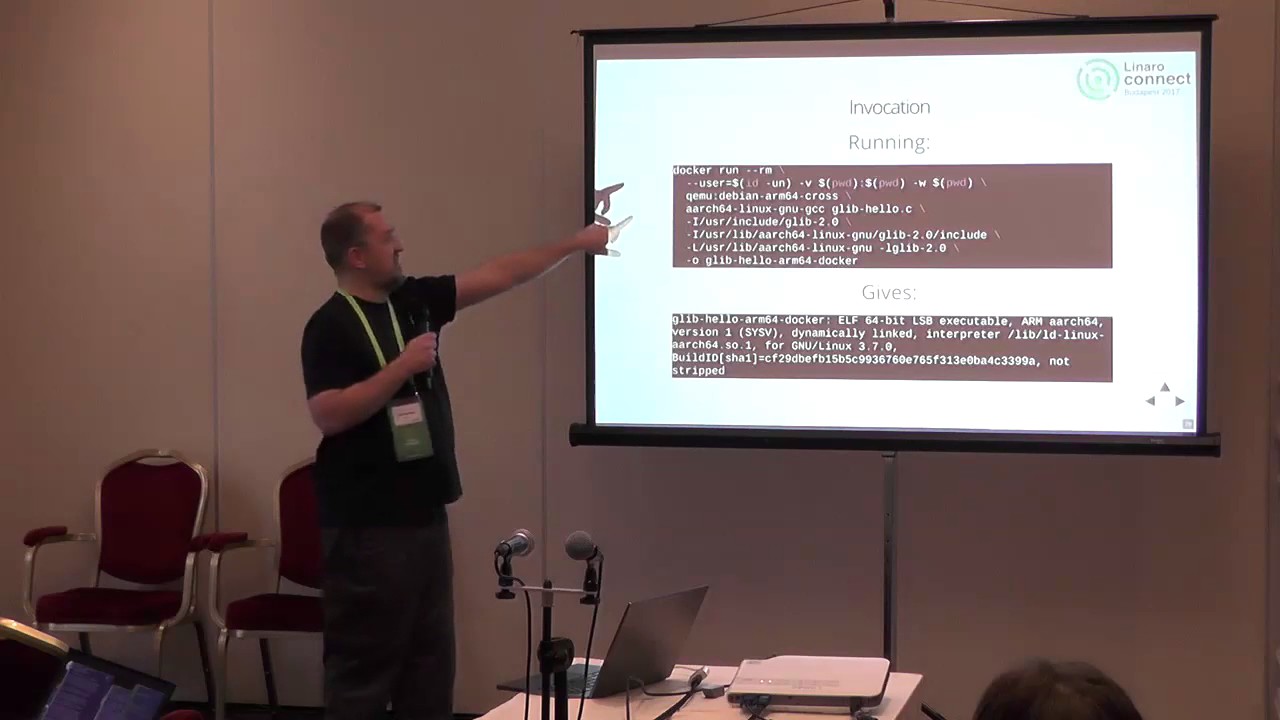 Linaro
connect
Budapest 2017
Invocation
Running:
docker run --rm \
--user=$(id -un) -v $(pwd):$(pwd) -w $(pwd) \
qemu:debian-arm64-cross \
aarch64-linux-gnu-gcc glib-hello.c \
-I/usr/include/glib-2.0 \
-I/usr/lib/aarch64-linux-gnu/glib-2.0/include \
-L/usr/lib/aarch64-linux-gnu -lglib-2.0 \
-o glib-hello-arm64-docker
Gives:
glib-hello-arm64-docker: ELF 64-bit LSB executable, ARM aarch64,
version 1 (SYSV), dynamically linked, interpreter /lib/ld-linux-
aarch64.so.1, for GNU/Linux 3.7.0,
BuildID[sha1]=cf29dbefb15b5c9936760e765f313e0ba4c3399a, not
stripped